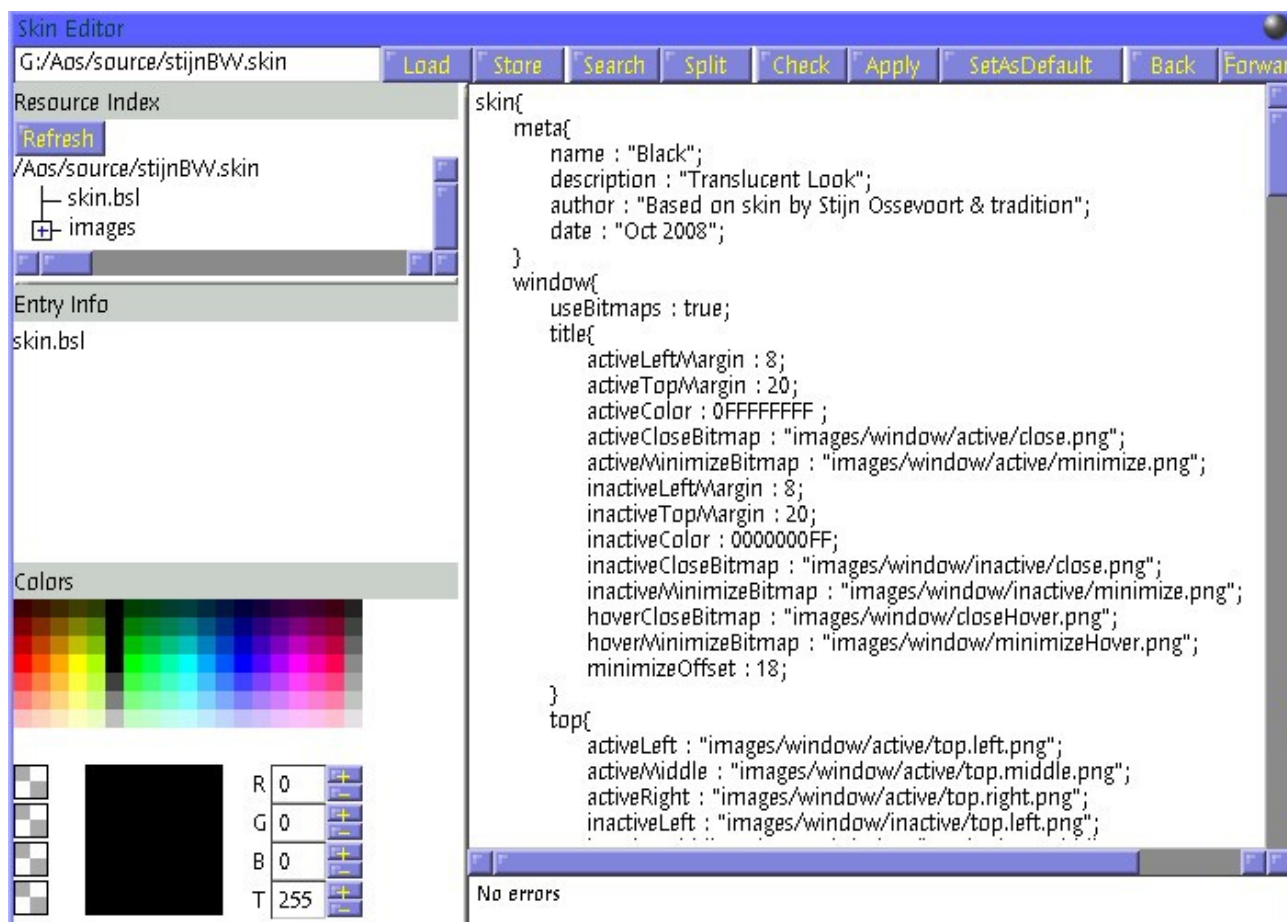 Skin Editor
G:/Aos/source/stijnBW.skin Load Store Search Split Check Apply SetAsDefault Back Forwar
Resource Index
Refresh
/Aos/source/stijnBW.skin
skin.bsl
images
Entry Info
skin.bsl
Colors
R 0
G 0
B 0
T 255
skin{
meta{
name : "Black";
description : "Translucent Look";
author : "Based on skin by Stijn Ossevoort & tradition";
date : "Oct 2008";
}
window{
useBitmaps : true;
title{
activeLeftMargin : 8;
activeTopMargin : 20;
activeColor : 0FFFFFFFF ;
activeCloseBitmap : "images/window/active/close.png";
activeMinimizeBitmap : "images/window/active/minimize.png";
inactiveLeftMargin : 8;
inactiveTopMargin : 20;
inactiveColor : 0000000FF;
inactiveCloseBitmap : "images/window/inactive/close.png";
inactiveMinimizeBitmap : "images/window/inactive/minimize.png";
hoverCloseBitmap : "images/window/closeHover.png";
hoverMinimizeBitmap : "images/window/minimizeHover.png";
minimizeOffset : 18;
}
top{
activeLeft : "images/window/active/top.left.png";
activeMiddle : "images/window/active/top.middle.png";
activeRight : "images/window/active/top.right.png";
inactiveLeft : "images/window/inactive/top.left.png";
No errors